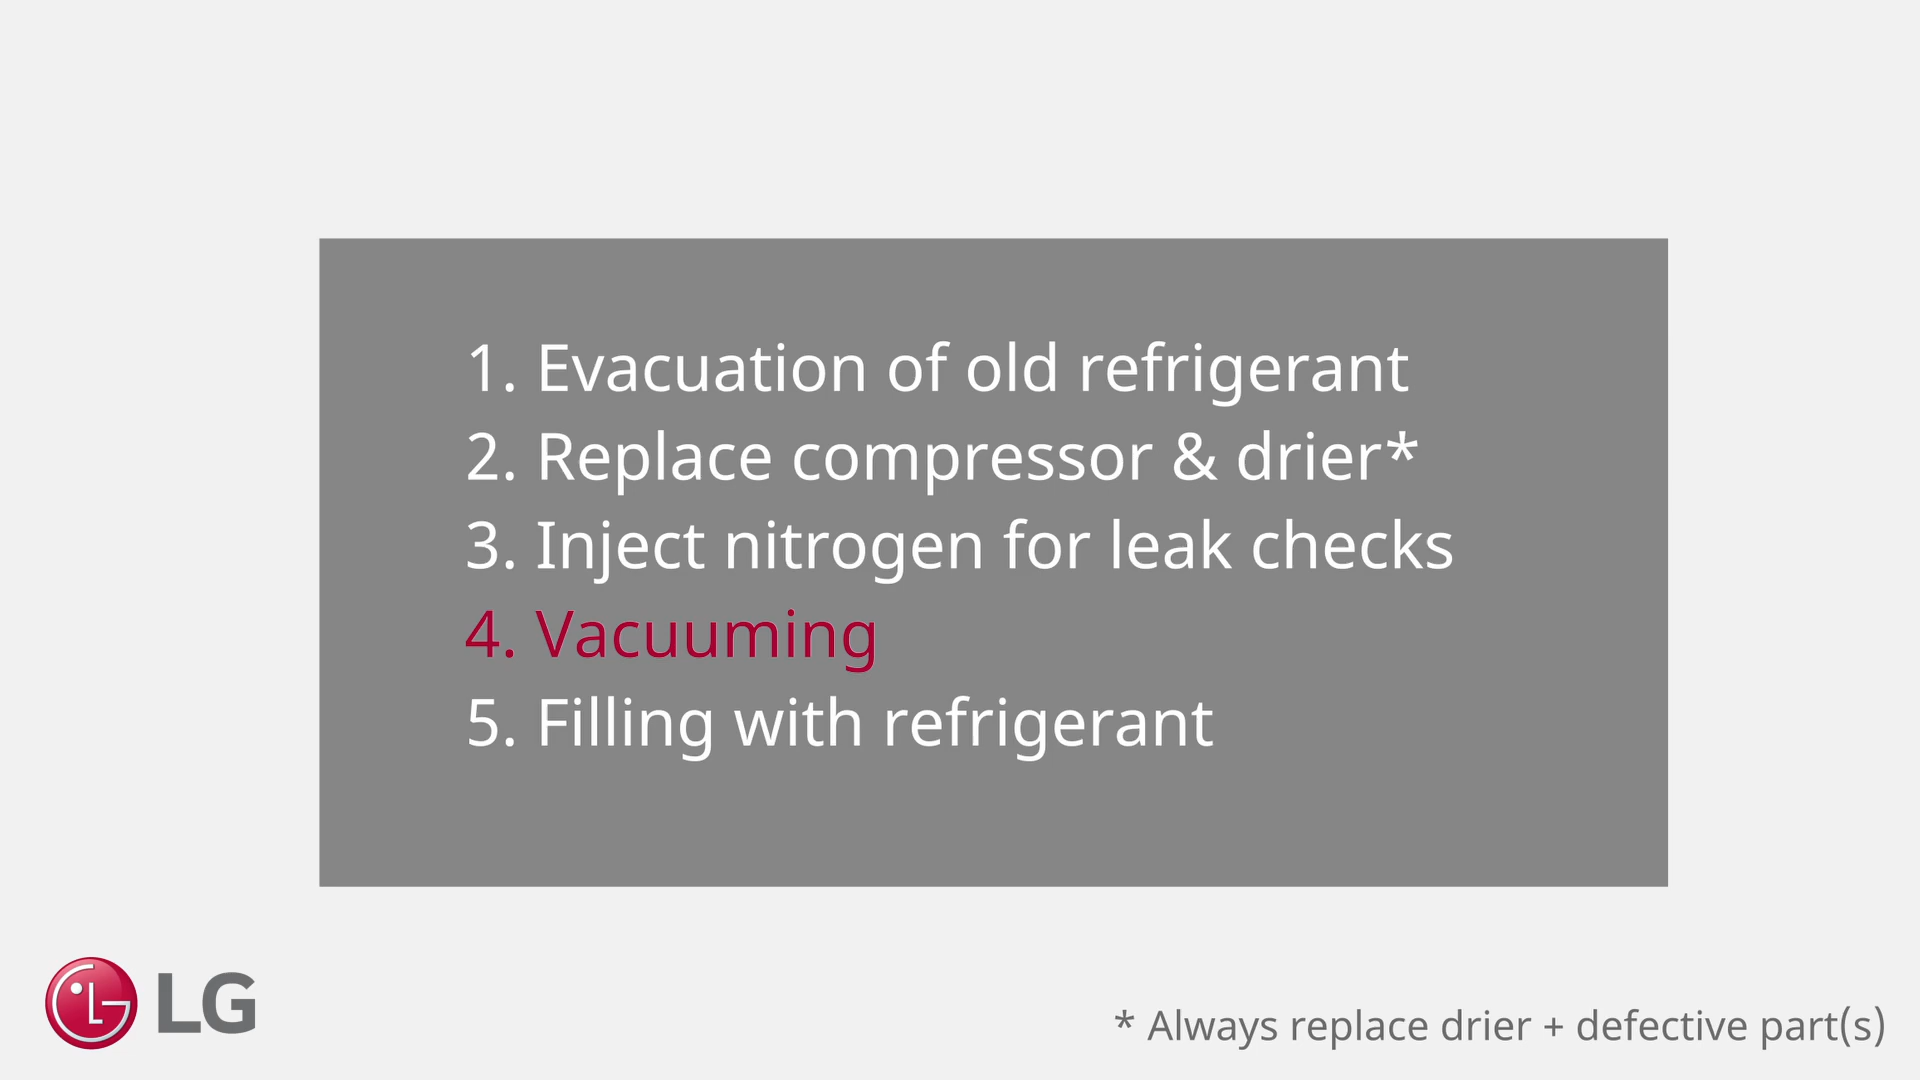 1. Evacuation of old refrigerant
2. Replace compressor & drier*
3. Inject nitrogen for leak checks
4. Vacuuming
5. Filling with refrigerant
LG
* Always replace drier + defective part(s)